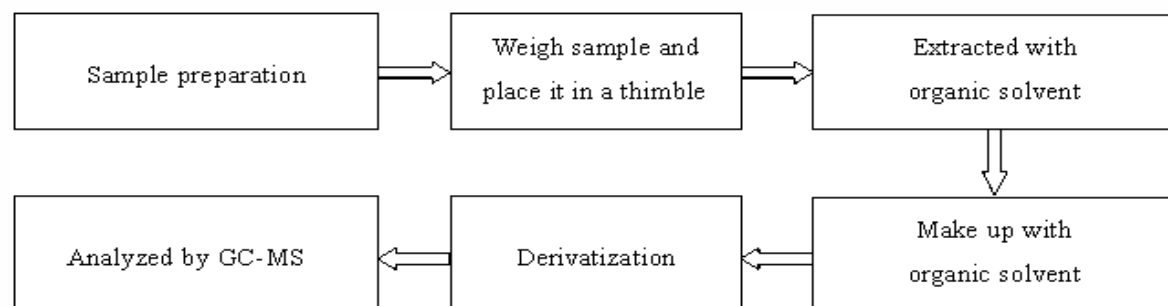 Sample preparation
Weigh sample and
place it in a thimble
Extracted with
organic solvent
Make up with
organic solvent
Derivatization
Analyzed by GC-MS